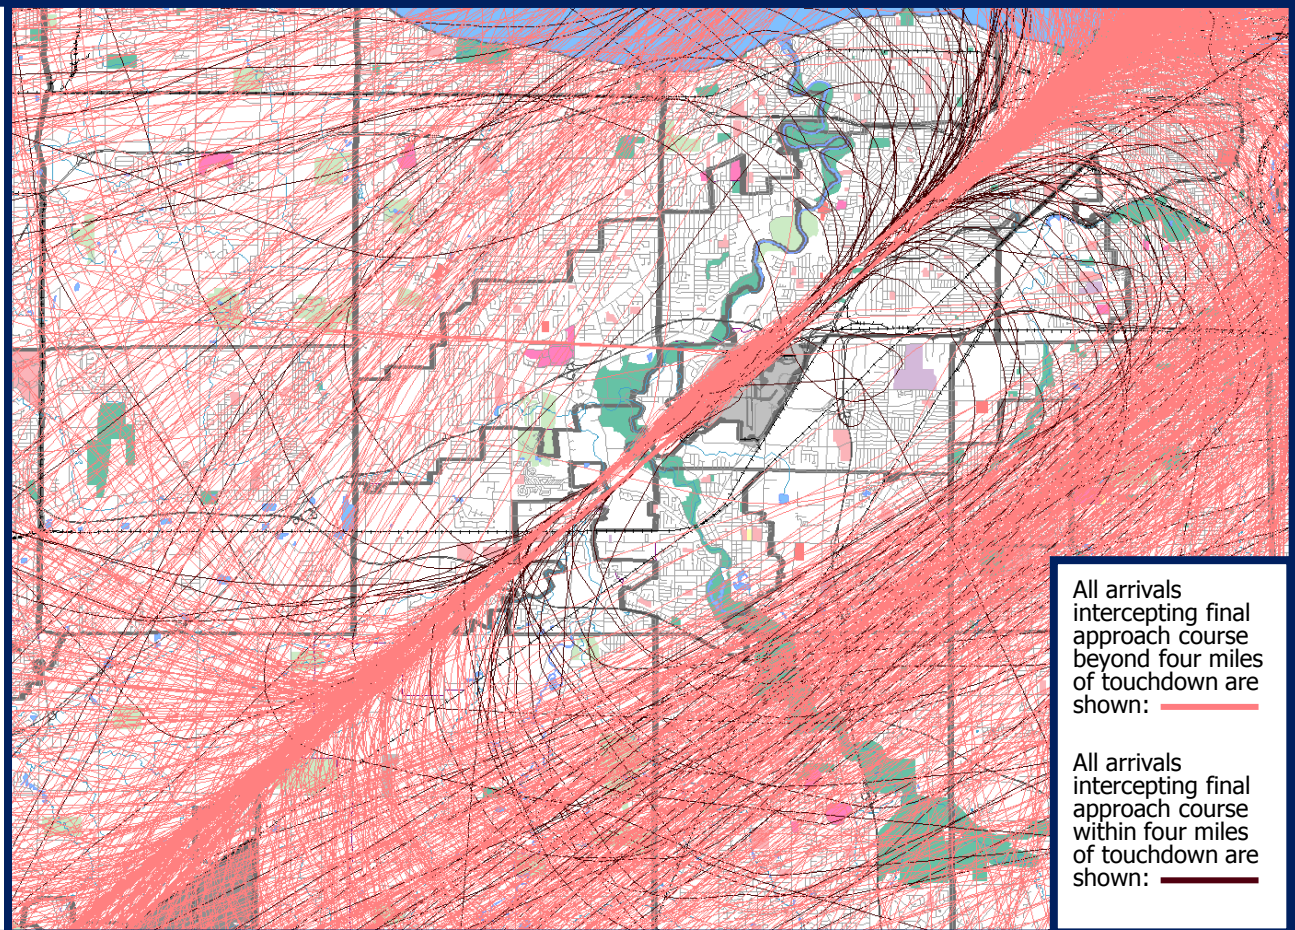 All arrivals
intercepting final
approach course
beyond four miles
of touchdown are
shown:
All arrivals
intercepting final
approach course
within four miles
of touchdown are
shown: